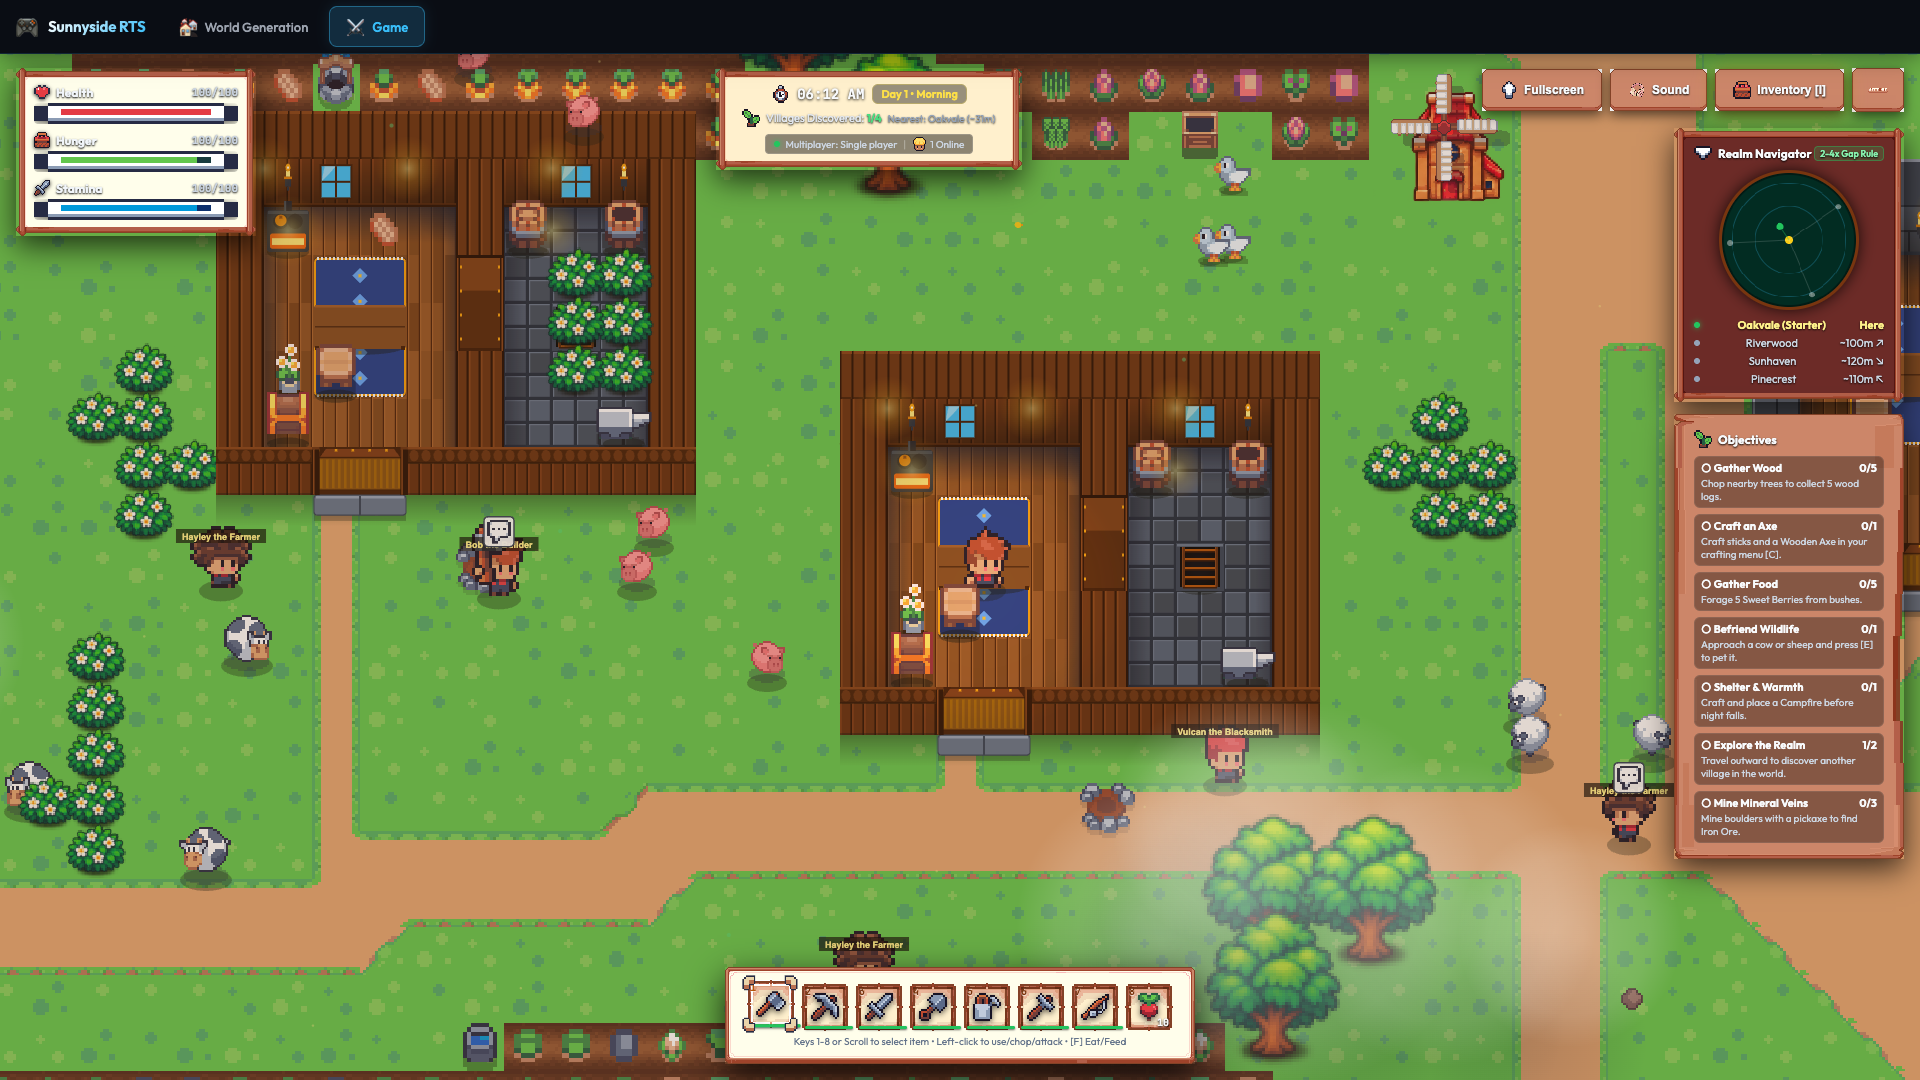 Sunnyside RTS
World Generation
Game
Health 100/100
Hunger 100/100
Stamina 100/100
06:12 AM Day 1 • Morning
Villages Discovered: 1/4 Nearest: Oakvale (~31m)
Multiplayer: Single player | 1 Online
Fullscreen
Sound
Inventory [I]
Realm Navigator 2-4x Gap Rule
Oakvale (Starter) Here
Riverwood ~100m ↗
Sunhaven ~120m ↘
Pinecrest ~110m ↖
Objectives
Gather Wood 0/5
Chop nearby trees to collect 5 wood
logs.
Craft an Axe 0/1
Craft sticks and a Wooden Axe in your
crafting menu [C].
Gather Food 0/5
Forage 5 Sweet Berries from bushes.
Befriend Wildlife 0/1
Approach a cow or sheep and press [E]
to pet it.
Shelter & Warmth 0/1
Craft and place a Campfire before
night falls.
Explore the Realm 1/2
Travel outward to discover another
village in the world.
Mine Mineral Veins 0/3
Mine boulders with a pickaxe to find
Iron Ore.
Hayley the Farmer
Bob
Vulcan the Blacksmith
Hayley the Farmer
10
Keys 1-8 or Scroll to select item • Left-click to use/chop/attack • [F] Eat/Feed